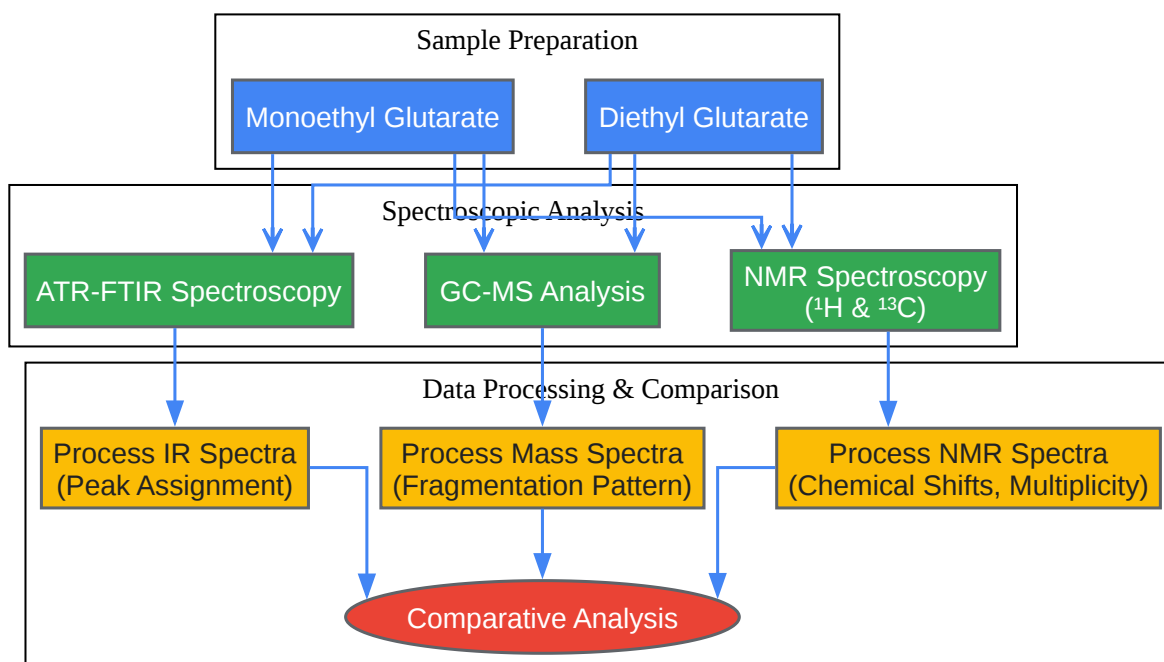 Sample Preparation
Monoethyl Glutarate
Diethyl Glutarate
Spectroscopic Analysis
ATR-FTIR Spectroscopy
GC-MS Analysis
NMR Spectroscopy
(¹H & ¹³C)
Data Processing & Comparison
Process IR Spectra
(Peak Assignment)
Process Mass Spectra
(Fragmentation Pattern)
Process NMR Spectra
(Chemical Shifts, Multiplicity)
Comparative Analysis